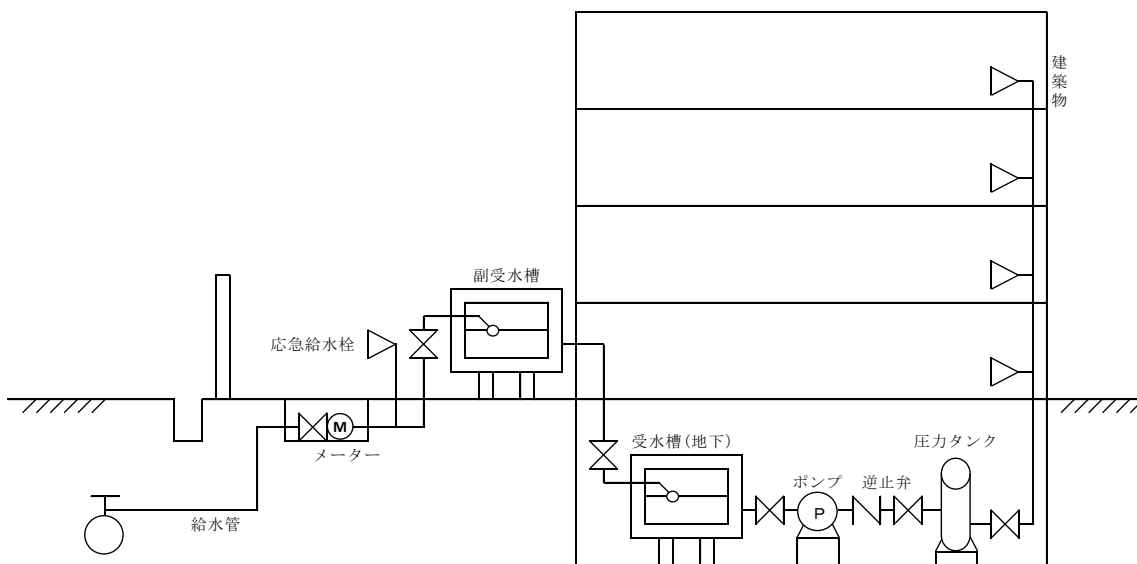 建築物
副受水槽
応急給水栓
受水槽(地下)
圧力タンク
M
メーター
ポンプ
逆止弁
P
給水管